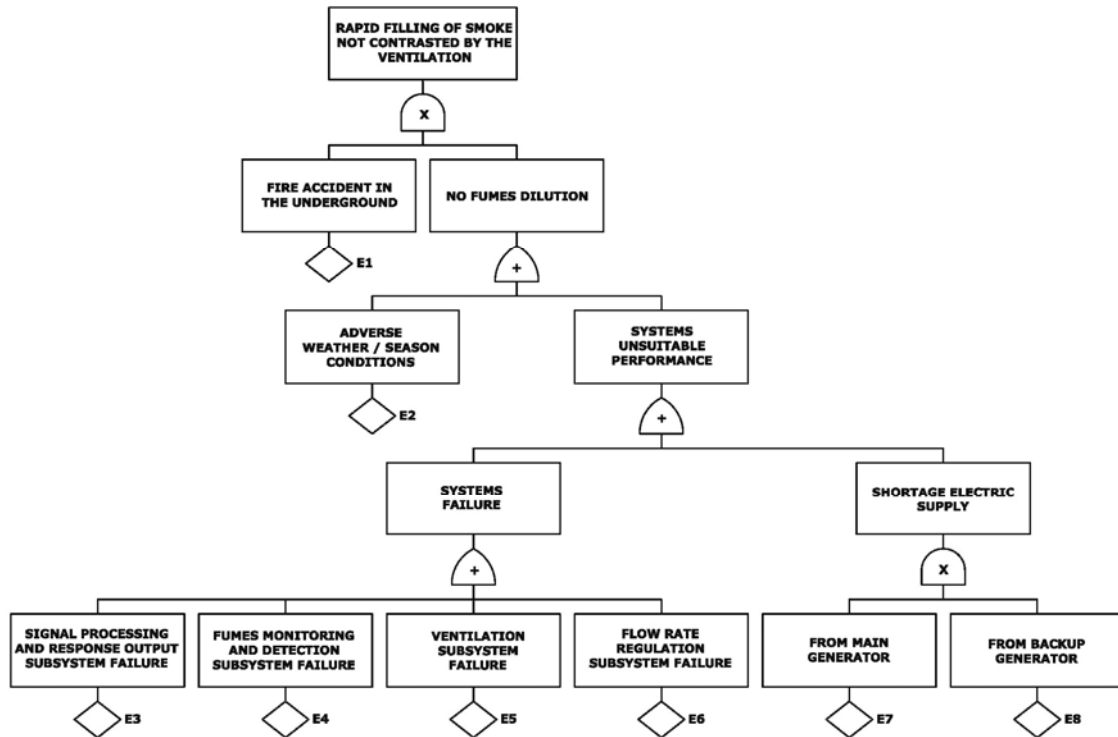 RAPID FILLING OF SMOKE
NOT CONTRASTED BY THE
VENTILATION
X
FIRE ACCIDENT IN
THE UNDERGROUND
NO FUMES DILUTION
E1
+
ADVERSE
WEATHER / SEASON
CONDITIONS
SYSTEMS
UNSUITABLE
PERFORMANCE
E2
+
SYSTEMS
FAILURE
SHORTAGE ELECTRIC
SUPPLY
+
X
SIGNAL PROCESSING
AND RESPONSE OUTPUT
SUBSYSTEM FAILURE
FUMES MONITORING
AND DETECTION
SUBSYSTEM FAILURE
VENTILATION
SUBSYSTEM
FAILURE
FLOW RATE
REGULATION
SUBSYSTEM FAILURE
FROM MAIN
GENERATOR
FROM BACKUP
GENERATOR
E3
E4
E5
E6
E7
E8